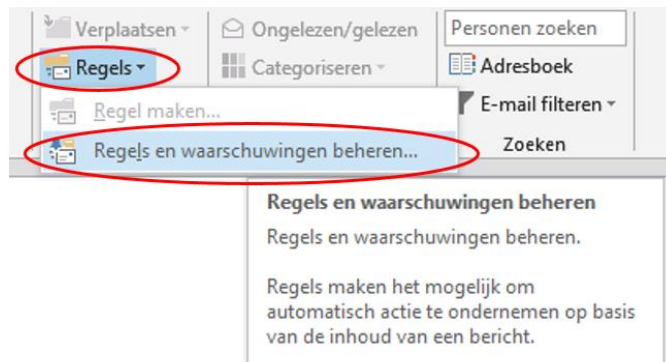 Verplaatsen
Ongelezen/gelezen
Personen zoeken
Regels
Categoriseren
Adresboek
Regel maken...
E-mail filteren
Regels en waarschuwingen beheren...
Zoeken
Regels en waarschuwingen beheren
Regels en waarschuwingen beheren.
Regels maken het mogelijk om
automatisch actie te ondernemen op basis
van de inhoud van een bericht.